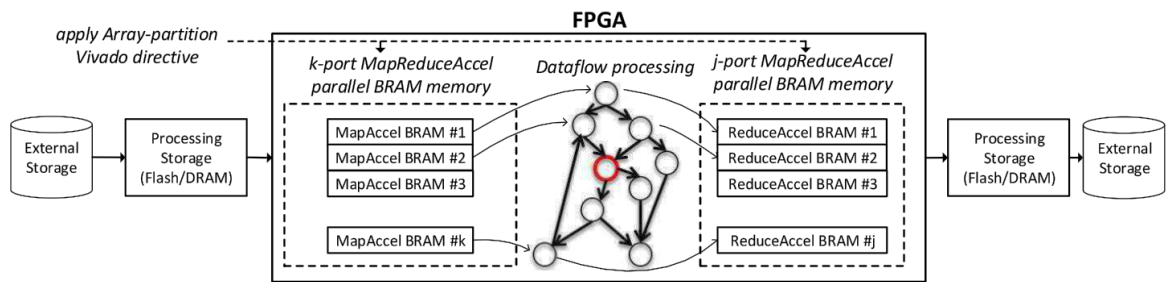 FPGA
apply Array-partition
Vivado directive
k-port MapReduceAccel
parallel BRAM memory
Dataflow processing
j-port MapReduceAccel
parallel BRAM memory
External
Storage
Processing
Storage
(Flash/DRAM)
MapAccel BRAM #1
MapAccel BRAM #2
MapAccel BRAM #3
MapAccel BRAM #k
ReduceAccel BRAM #1
ReduceAccel BRAM #2
ReduceAccel BRAM #3
ReduceAccel BRAM #j
Processing
Storage
(Flash/DRAM)
External
Storage